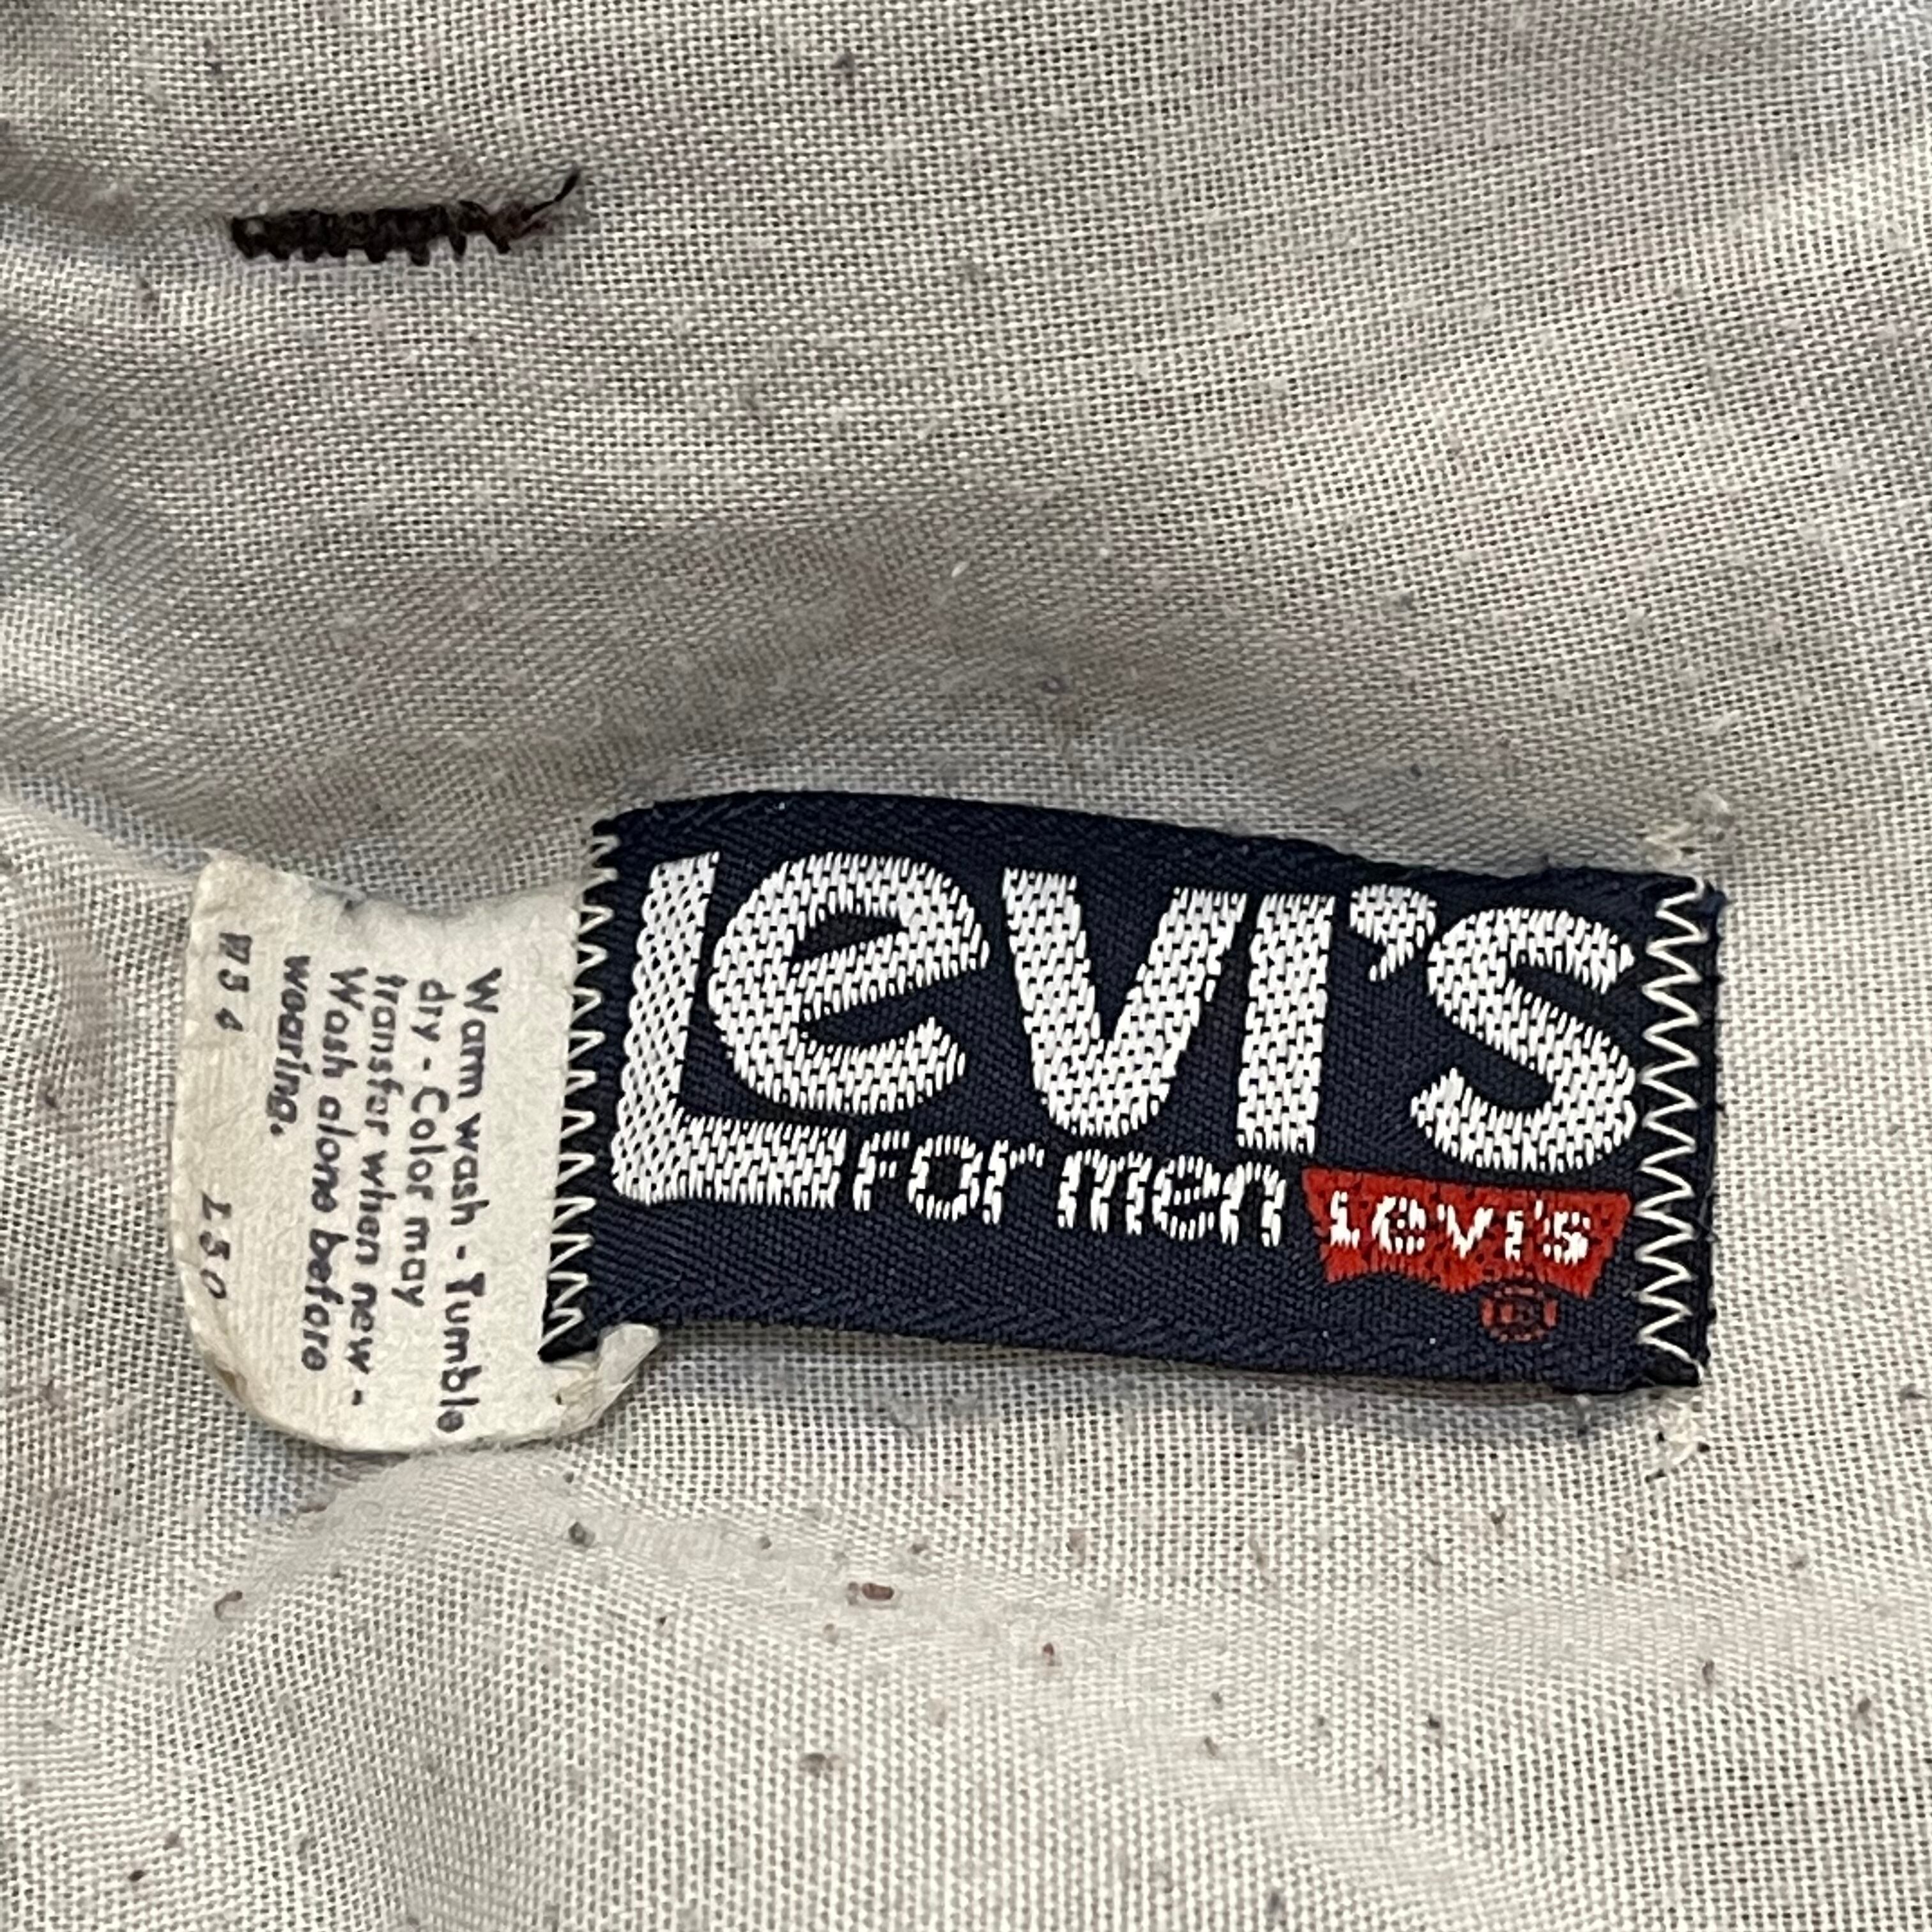 Levi's
for men
Levi's
®
Warm wash - Tumble
dry - Color may
transfer when new -
Wash alone before
wearing.
W34 L30